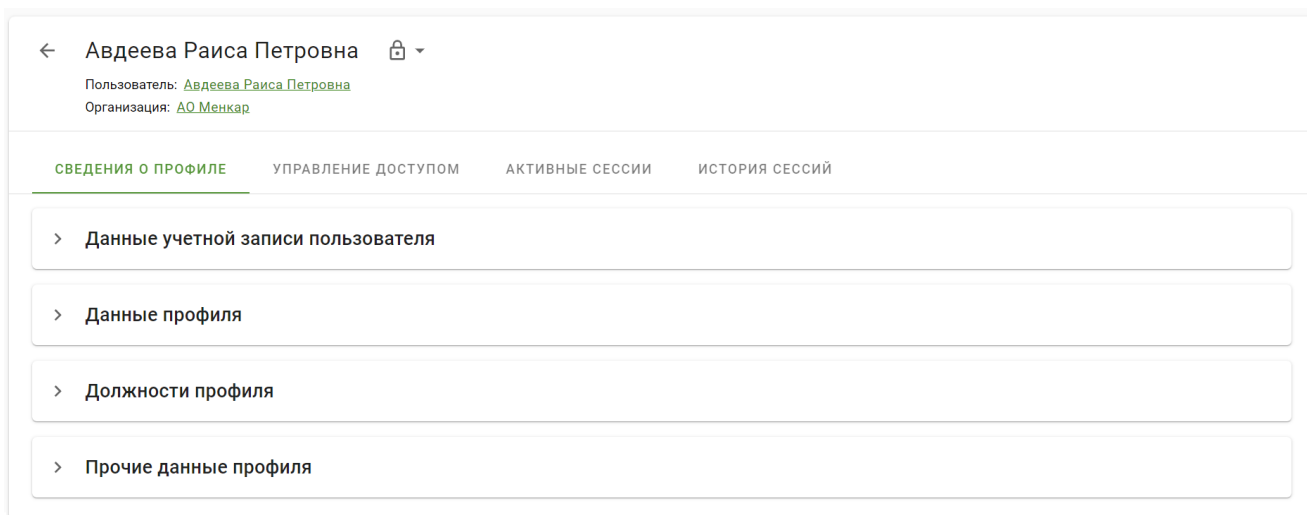 Авдеева Раиса Петровна
Пользователь: Авдеева Раиса Петровна
Организация: АО Менкар
СВЕДЕНИЯ О ПРОФИЛЕ УПРАВЛЕНИЕ ДОСТУПОМ АКТИВНЫЕ СЕССИИ ИСТОРИЯ СЕССИЙ
Данные учетной записи пользователя
Данные профиля
Должности профиля
Прочие данные профиля